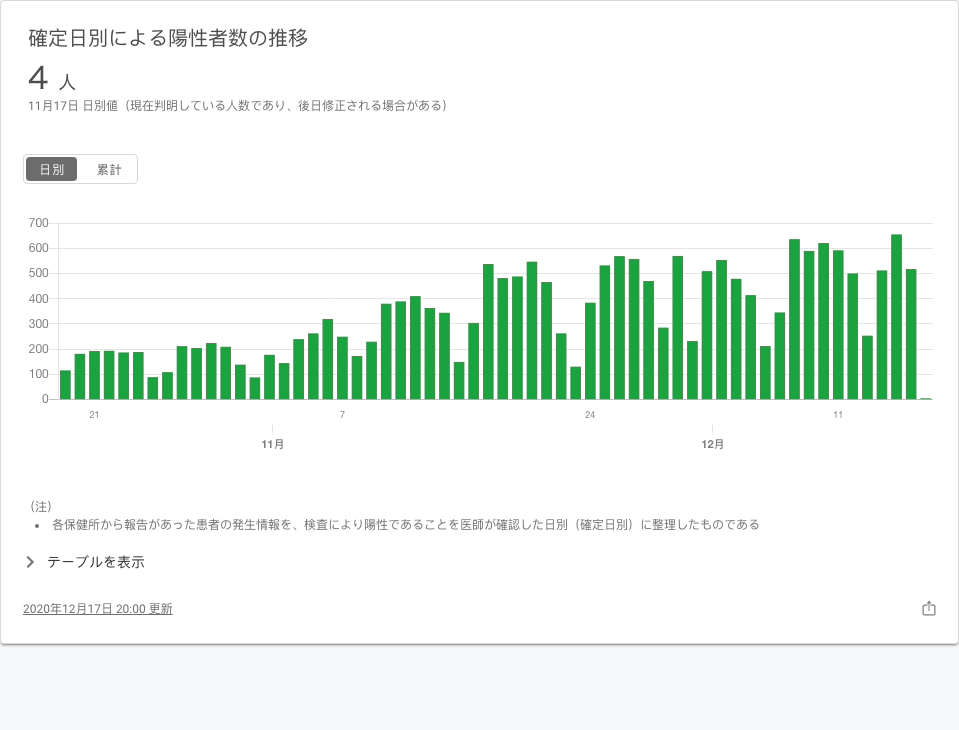 確定日別による陽性者数の推移
4 人
11月17日 日別値（現在判明している人数であり、後日修正される場合がある）
日別 累計
700
600
500
400
300
200
100
0
21 7 24 11
11月 12月
（注）
• 各保健所から報告があった患者の発生情報を、検査により陽性であることを医師が確認した日別（確定日別）に整理したものである
テーブルを表示
2020年12月17日 20:00 更新